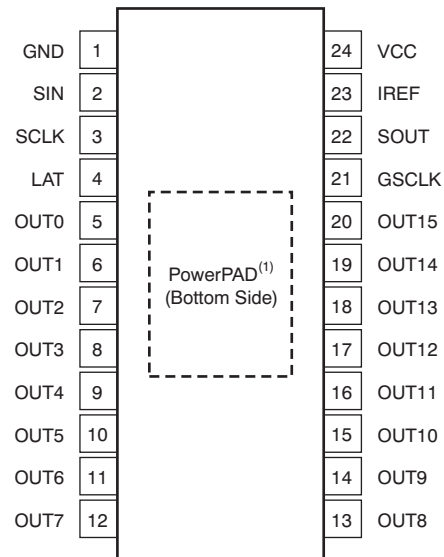 GND 1 24 VCC
SIN 2 23 IREF
SCLK 3 22 SOUT
LAT 4 21 GSCLK
OUT0 5 20 OUT15
OUT1 6 19 OUT14
PowerPAD(1)
OUT2 7 18 OUT13
(Bottom Side)
OUT3 8 17 OUT12
OUT4 9 16 OUT11
OUT5 10 15 OUT10
OUT6 11 14 OUT9
OUT7 12 13 OUT8